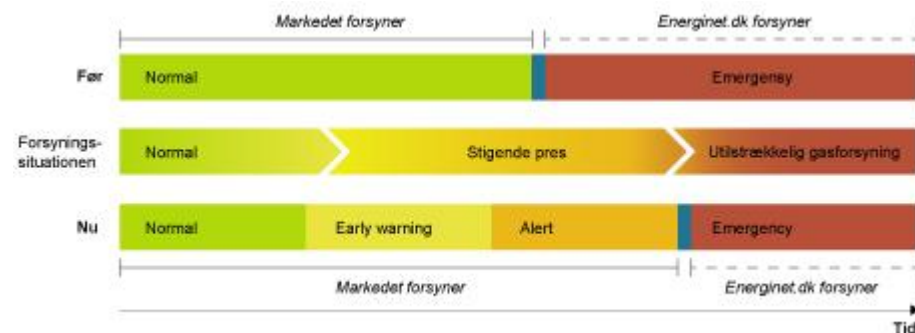 Markedet forsyner Energinet.dk forsyner
Før Normal Emergensy
Forsynings-
situationen Normal Stigende pres Utilstrækkelig gasforsyning
Nu Normal Early warning Alert Emergency
Markedet forsyner Energinet.dk forsyner
Tid